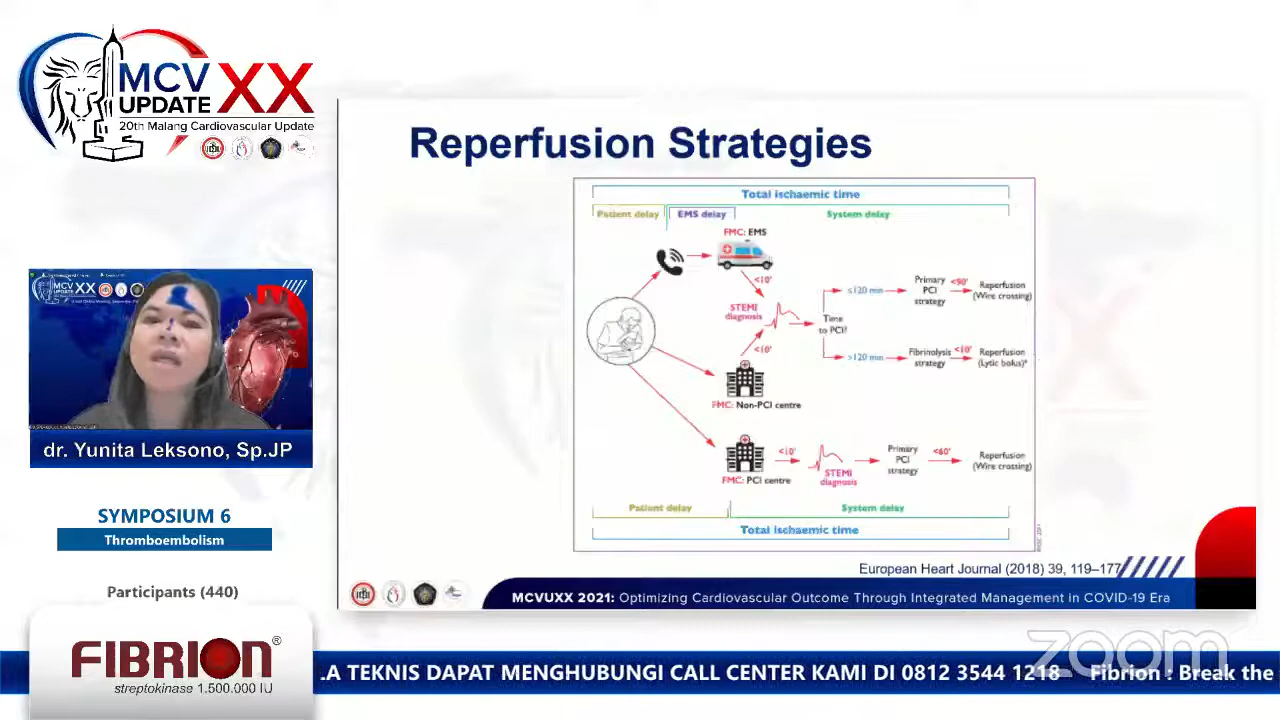 MCV
UPDATE
XX
20th Malang Cardiovascular Update
dr. Yunita Leksono, Sp.JP
SYMPOSIUM 6
Thromboembolism
Participants (440)
FIBRION®
streptokinase 1.500.000 IU
Reperfusion Strategies
Total ischaemic time
Patient delay
EMS delay
System delay
FMC: EMS
<10'
STEMI
diagnosis
<10'
Time
to PCI?
≤120 min
Primary
PCI
strategy
<90'
Reperfusion
(Wire crossing)
>120 min
Fibrinolysis
strategy
<10'
Reperfusion
(Lytic bolus)*
FMC: Non-PCI centre
FMC: PCI centre
<10'
STEMI
diagnosis
Primary
PCI
strategy
<60'
Reperfusion
(Wire crossing)
Patient delay
System delay
Total ischaemic time
European Heart Journal (2018) 39, 119–177
MCVUXX 2021: Optimizing Cardiovascular Outcome Through Integrated Management in COVID-19 Era
zoom
.A TEKNIS DAPAT MENGHUBUNGI CALL CENTER KAMI DI 0812 3544 1218 Fibrion : Break the